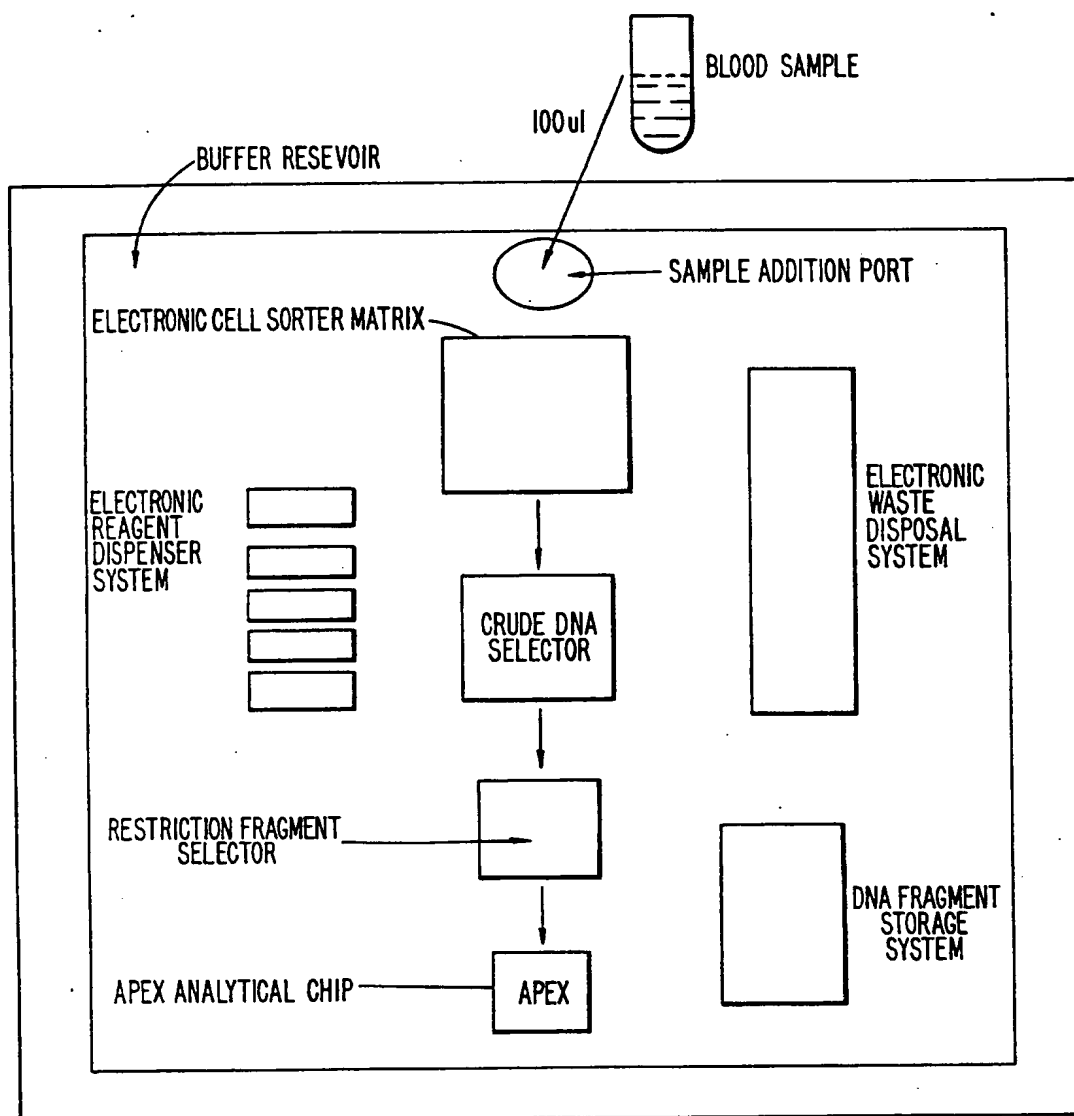 BLOOD SAMPLE
100ul
BUFFER RESEVOIR
SAMPLE ADDITION PORT
ELECTRONIC CELL SORTER MATRIX
ELECTRONIC
REAGENT
DISPENSER
SYSTEM
ELECTRONIC
WASTE
DISPOSAL
SYSTEM
CRUDE DNA
SELECTOR
RESTRICTION FRAGMENT
SELECTOR
DNA FRAGMENT
STORAGE
SYSTEM
APEX ANALYTICAL CHIP
APEX